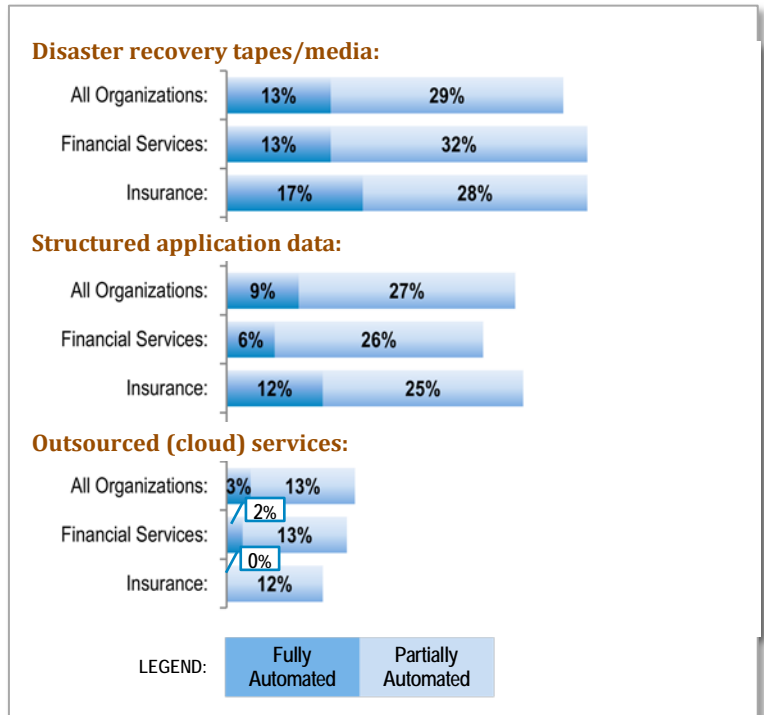 Disaster recovery tapes/media:
All Organizations: 13% 29%
Financial Services: 13% 32%
Insurance: 17% 28%
Structured application data:
All Organizations: 9% 27%
Financial Services: 6% 26%
Insurance: 12% 25%
Outsourced (cloud) services:
All Organizations: 3% 13%
2%
Financial Services: 13%
0%
Insurance: 12%
LEGEND: Fully Automated Partially Automated